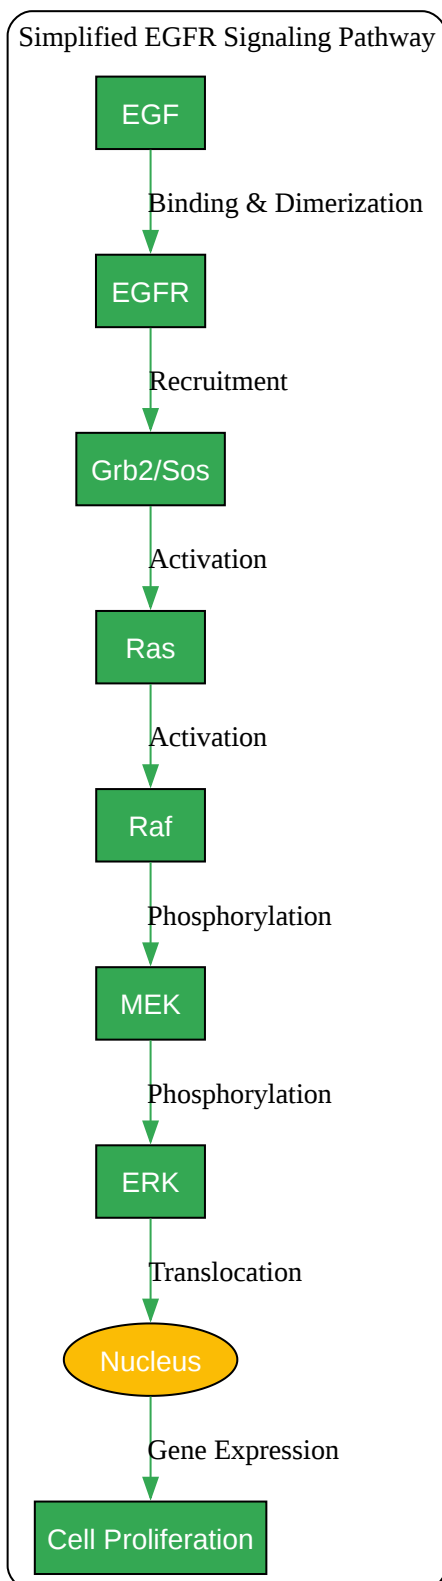 Simplified EGFR Signaling Pathway
EGF
Binding & Dimerization
EGFR
Recruitment
Grb2/Sos
Activation
Ras
Activation
Raf
Phosphorylation
MEK
Phosphorylation
ERK
Translocation
Nucleus
Gene Expression
Cell Proliferation